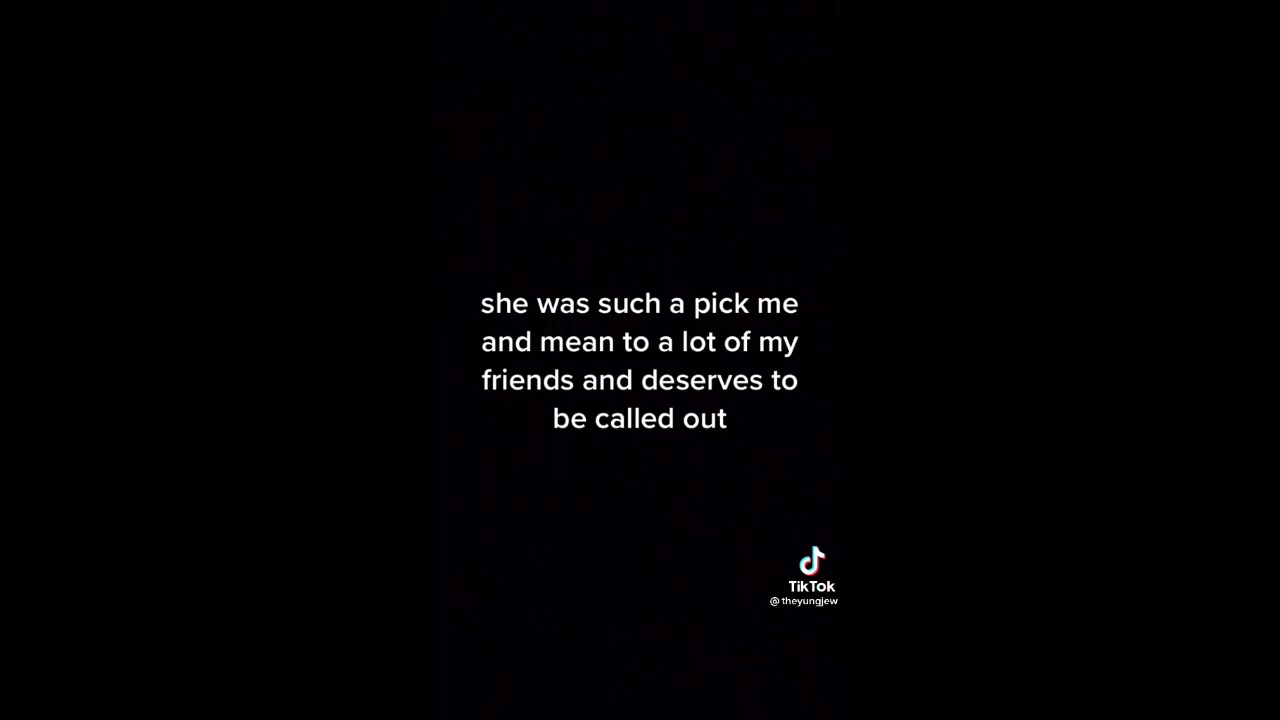 she was such a pick me
and mean to a lot of my
friends and deserves to
be called out
TikTok
@theyungjew